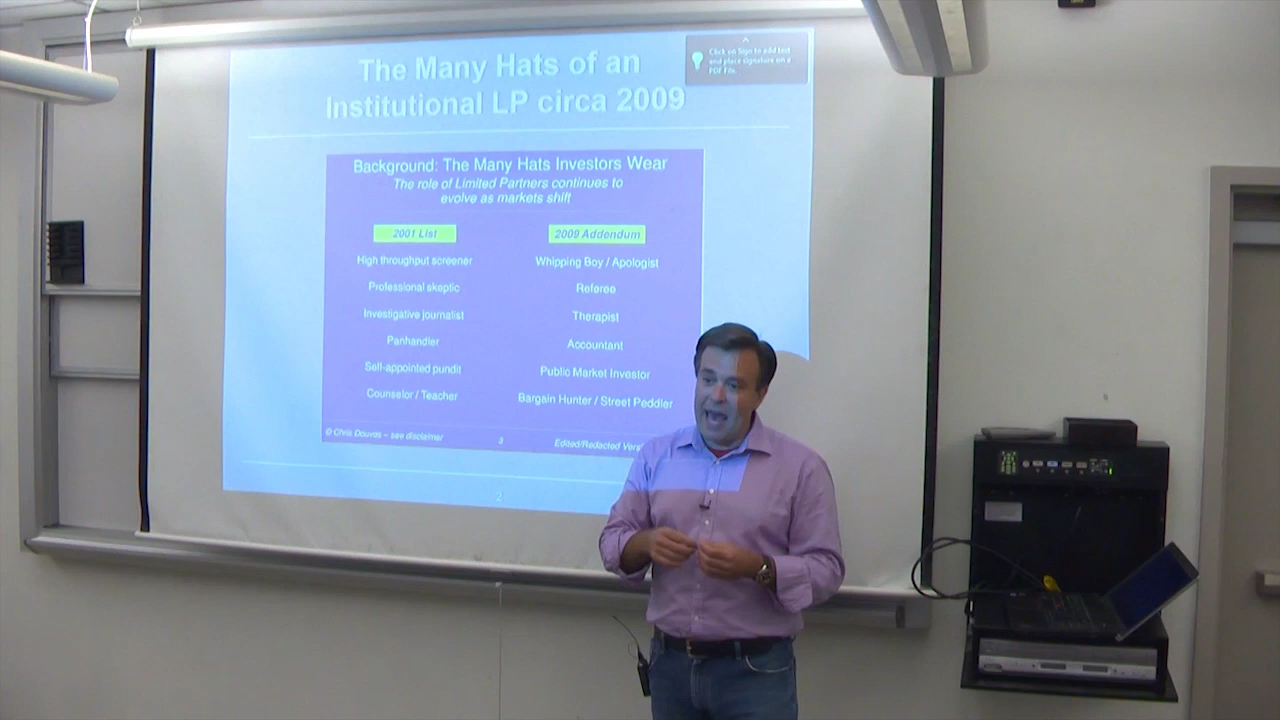 The Many Hats of an
Institutional LP circa 2009
Click on Sign to add text
and place signature on a
PDF File.
Background: The Many Hats Investors Wear
The role of Limited Partners continues to
evolve as markets shift
2001 List
2009 Addendum
High throughput screener
Whipping Boy / Apologist
Professional skeptic
Referee
Investigative journalist
Therapist
Panhandler
Accountant
Self-appointed pundit
Public Market Investor
Counselor / Teacher
Bargain Hunter / Street Peddler
© Chris Douvos – see disclaimer
3
Edited/Redacted Versi
2